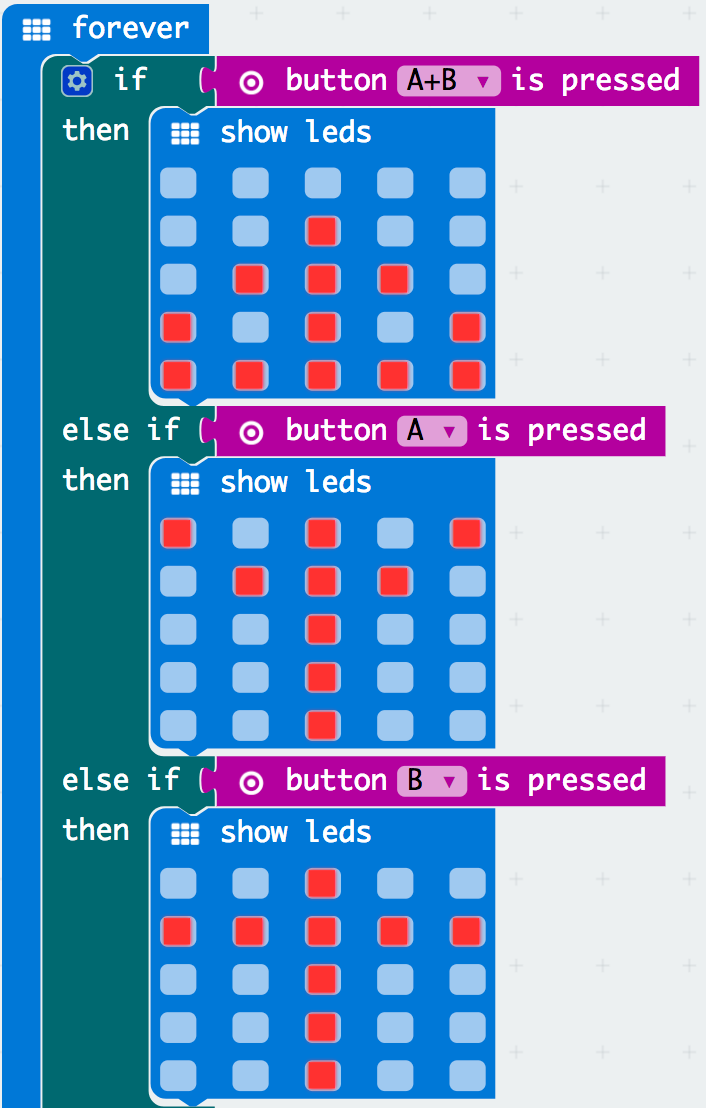 forever
if button A+B ▼ is pressed
then show leds
else if button A ▼ is pressed
then show leds
else if button B ▼ is pressed
then show leds